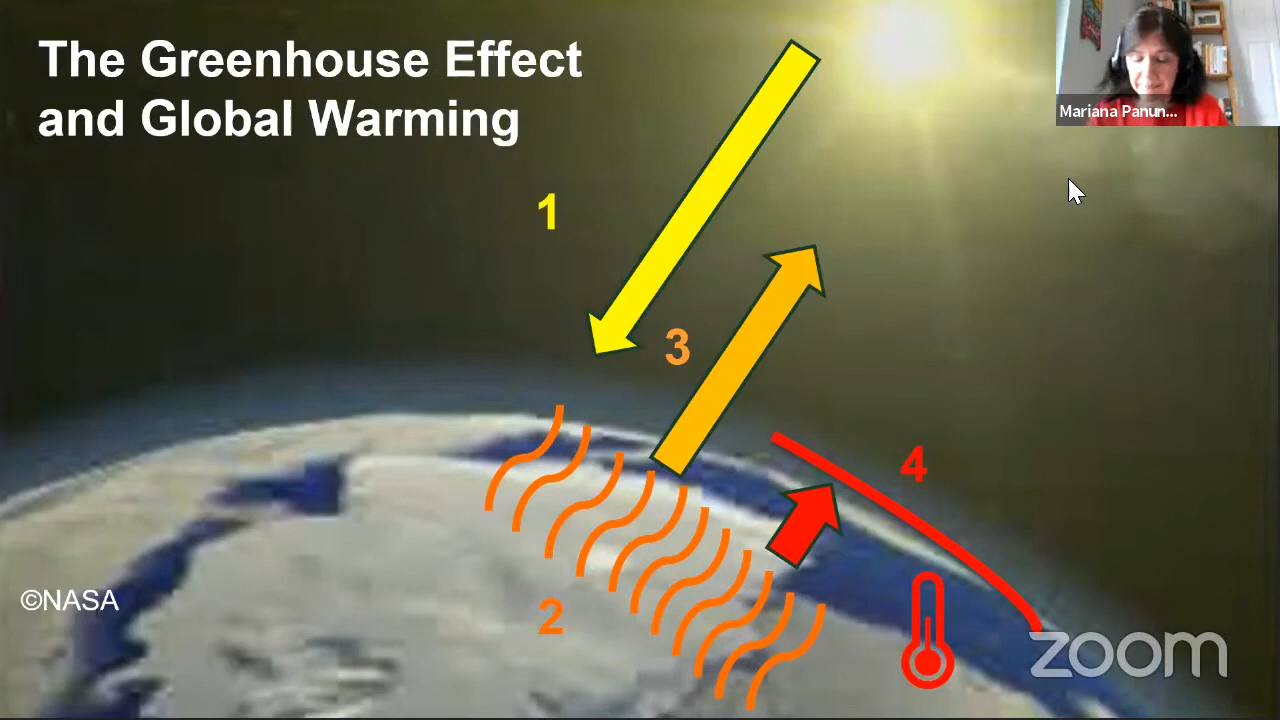 The Greenhouse Effect
and Global Warming
Mariana Panun...
1
3
4
2
©NASA
zoom